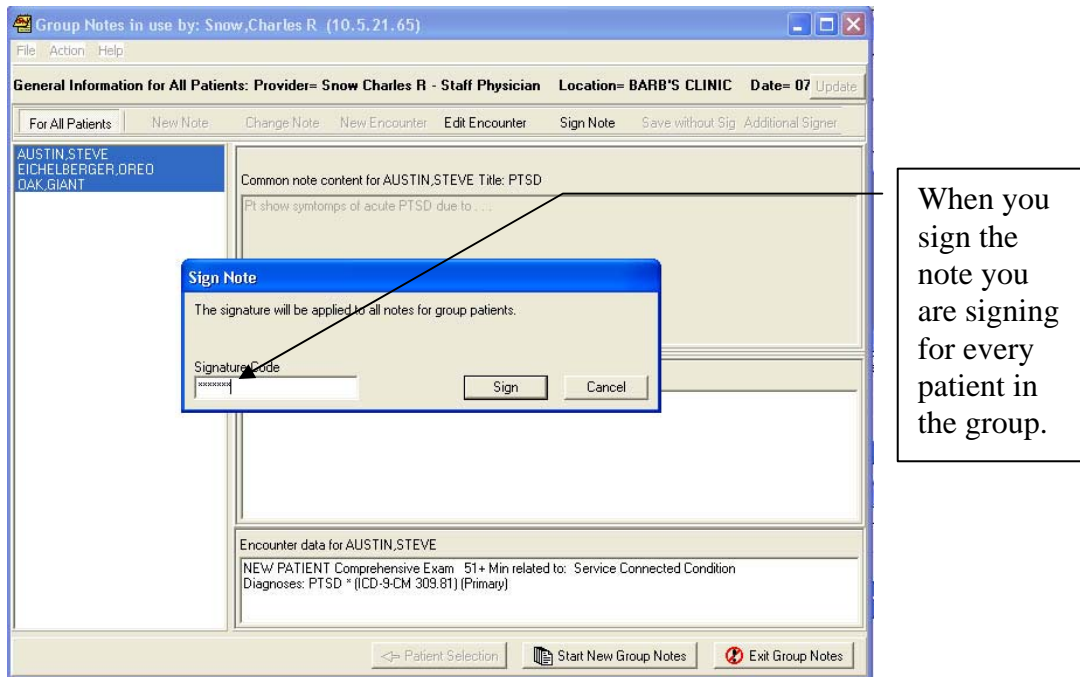 Group Notes in use by: Snow,Charles R (10.5.21.65)
File Action Help
General Information for All Patients: Provider= Snow Charles R - Staff Physician Location= BARB'S CLINIC Date= 07 Update
For All Patients New Note Change Note New Encounter Edit Encounter Sign Note Save without Sig Additional Signer
AUSTIN,STEVE
EICHELBERGER,OREO
OAK,GIANT
Common note content for AUSTIN,STEVE Title: PTSD
Pt show symtomps of acute PTSD due to . . .
Sign Note
The signature will be applied to all notes for group patients.
Signature Code
*******
Sign Cancel
Encounter data for AUSTIN,STEVE
NEW PATIENT Comprehensive Exam 51+ Min related to: Service Connected Condition
Diagnoses: PTSD * (ICD-9-CM 309.81) (Primary)
<= Patient Selection Start New Group Notes Exit Group Notes
When you
sign the
note you
are signing
for every
patient in
the group.